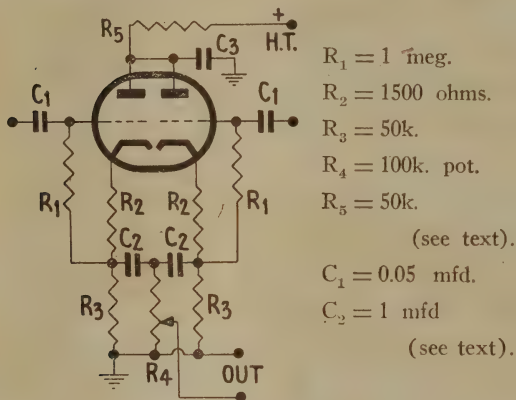 R₅
+
H.T.
C₃
C₁
C₁
R₁
R₂
R₂
R₁
C₂
C₂
R₃
R₃
R₄
OUT
R₁ = 1 meg.
R₂ = 1500 ohms.
R₃ = 50k.
R₄ = 100k. pot.
R₅ = 50k.
(see text).
C₁ = 0.05 mfd.
C₂ = 1 mfd
(see text).